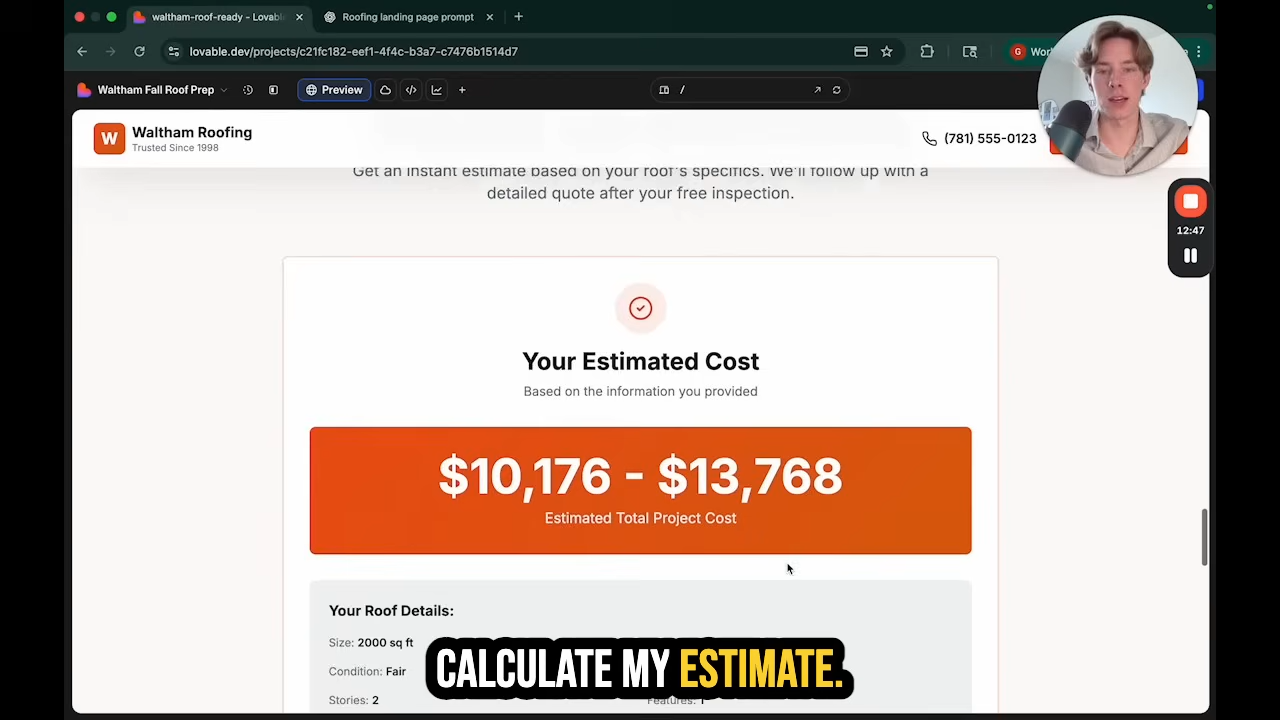 waltham-roof-ready - Lovabl
Roofing landing page prompt
lovable.dev/projects/c21fc182-eef1-4f4c-b3a7-c7476b1514d7
G Wor
Waltham Fall Roof Prep
Preview
/
W
Waltham Roofing
Trusted Since 1998
(781) 555-0123
Get an instant estimate based on your roof's specifics. We'll follow up with a
detailed quote after your free inspection.
12:47
Your Estimated Cost
Based on the information you provided
$10,176 - $13,768
Estimated Total Project Cost
Your Roof Details:
Size: 2000 sq ft
Condition: Fair
Stories: 2
Features: 1
CALCULATE MY ESTIMATE.